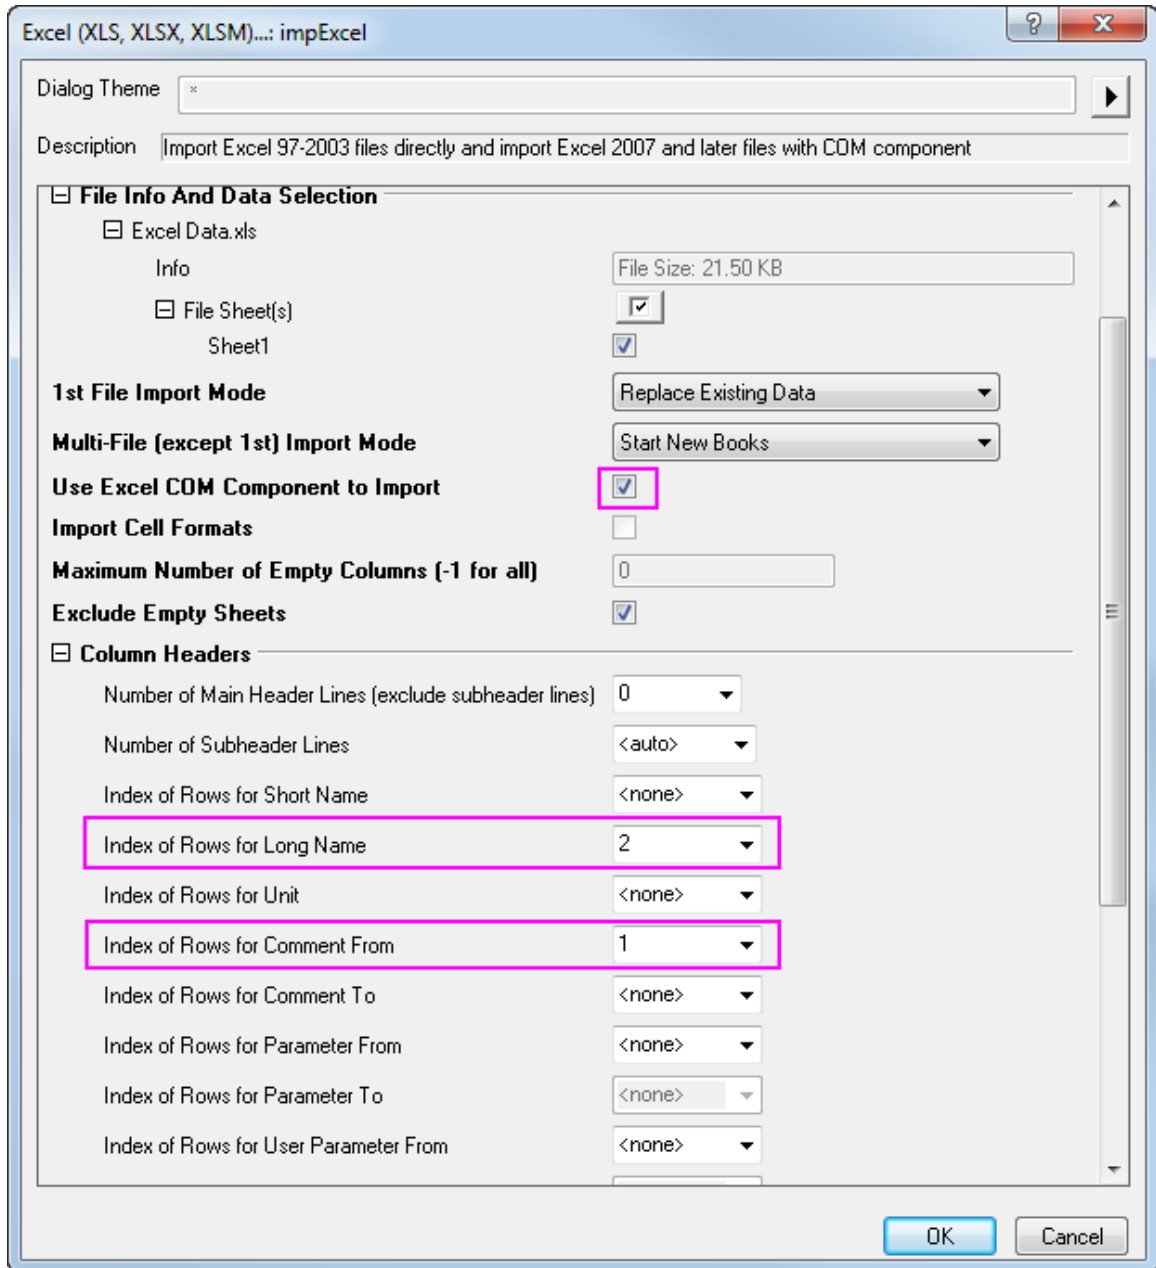 Excel (XLS, XLSX, XLSM)...: impExcel
Dialog Theme *
Description Import Excel 97-2003 files directly and import Excel 2007 and later files with COM component
File Info And Data Selection
Excel Data.xls
Info File Size: 21.50 KB
File Sheet(s)
Sheet1
1st File Import Mode Replace Existing Data
Multi-File (except 1st) Import Mode Start New Books
Use Excel COM Component to Import
Import Cell Formats
Maximum Number of Empty Columns (-1 for all) 0
Exclude Empty Sheets
Column Headers
Number of Main Header Lines (exclude subheader lines) 0
Number of Subheader Lines <auto>
Index of Rows for Short Name <none>
Index of Rows for Long Name 2
Index of Rows for Unit <none>
Index of Rows for Comment From 1
Index of Rows for Comment To <none>
Index of Rows for Parameter From <none>
Index of Rows for Parameter To <none>
Index of Rows for User Parameter From <none>
OK Cancel